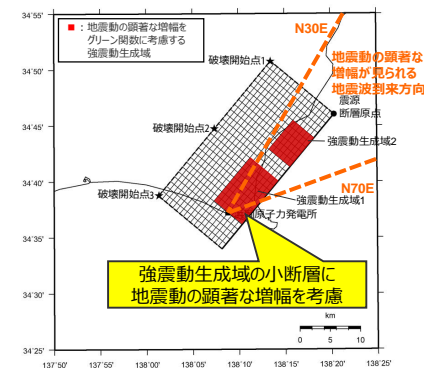 ■ : 地震動の顕著な増幅を
グリーン関数に考慮する
強震動生成域
N30E
地震動の顕著な
増幅が見られる
地震波到来方向
破壊開始点1
震源
断層原点
破壊開始点2
強震動生成域2
N70E
破壊開始点3
強震動生成域1
原子力発電所
強震動生成域の小断層に
地震動の顕著な増幅を考慮
km
0 5 10
34˚55'
34˚50'
34˚45'
34˚40'
34˚35'
34˚30'
34˚25'
137˚50' 137˚55' 138˚00' 138˚05' 138˚10' 138˚15' 138˚20' 138˚25'